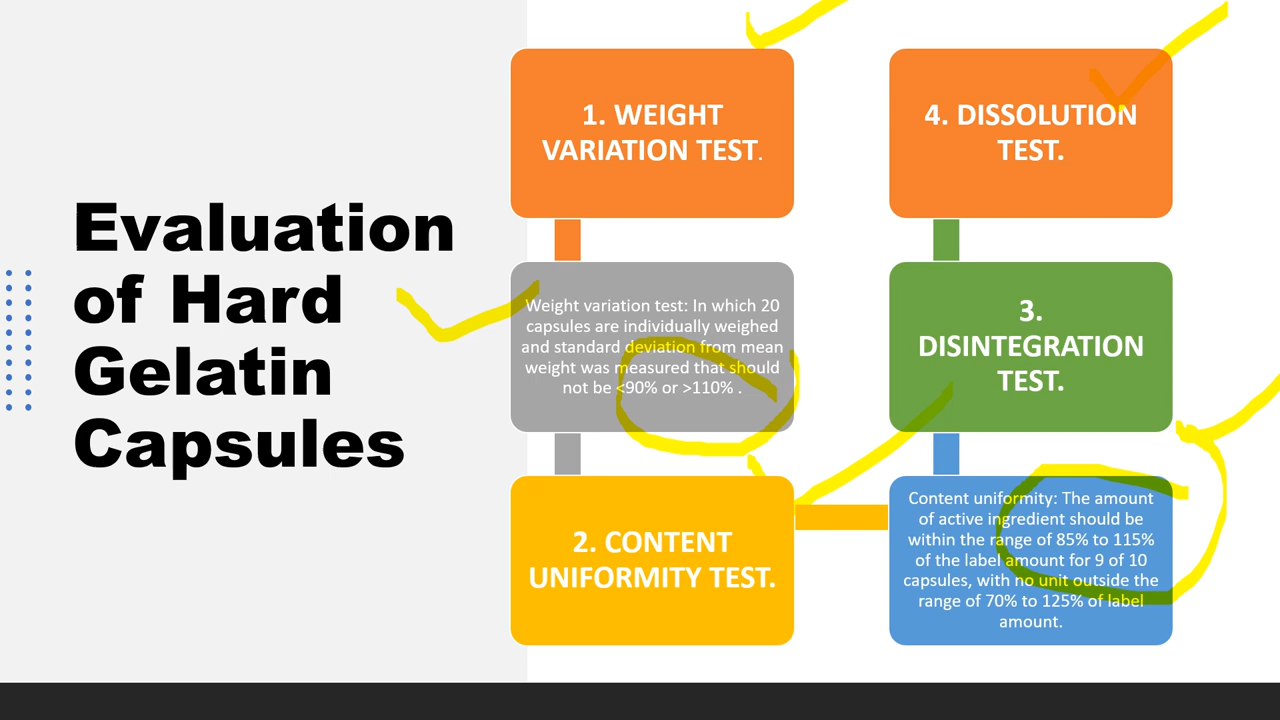 Evaluation
of Hard
Gelatin
Capsules
1. WEIGHT
VARIATION TEST.
Weight variation test: In which 20
capsules are individually weighed
and standard deviation from mean
weight was measured that should
not be <90% or >110% .
2. CONTENT
UNIFORMITY TEST.
Content uniformity: The amount
of active ingredient should be
within the range of 85% to 115%
of the label amount for 9 of 10
capsules, with no unit outside the
range of 70% to 125% of label
amount.
3.
DISINTEGRATION
TEST.
4. DISSOLUTION
TEST.